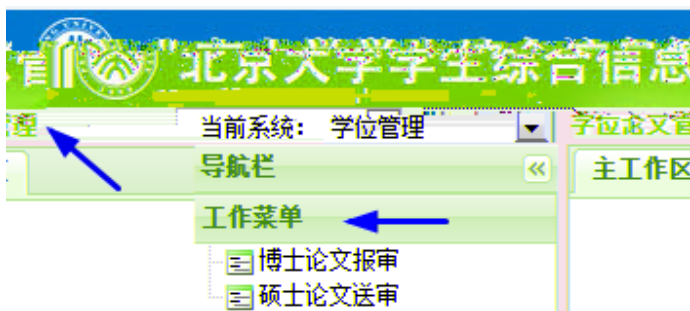 北京大学学生综合信息
管理
当前系统： 学位管理
学位论文管
导航栏
主工作区
工作菜单
博士论文报审
硕士论文送审